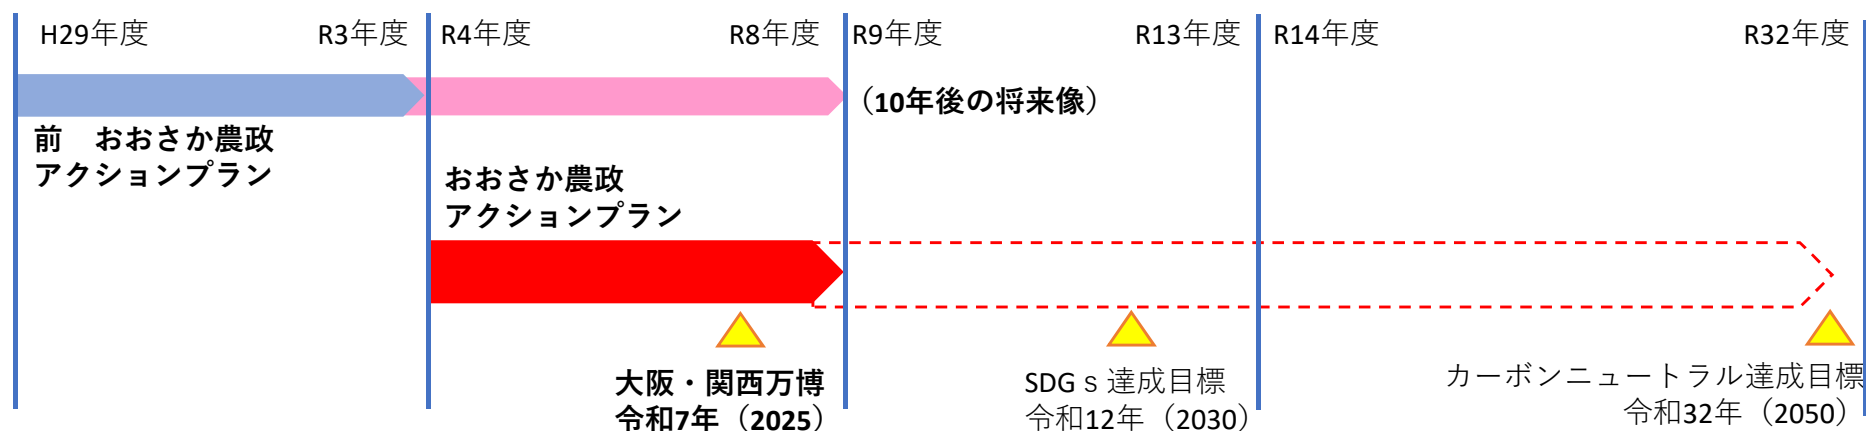 H29年度 R3年度 R4年度 R8年度 R9年度 R13年度 R14年度 R32年度
(10年後の将来像)
前　おおさか農政
アクションプラン
おおさか農政
アクションプラン
大阪・関西万博
令和7年（2025）
SDGｓ達成目標
令和12年（2030）
カーボンニュートラル達成目標
令和32年（2050）